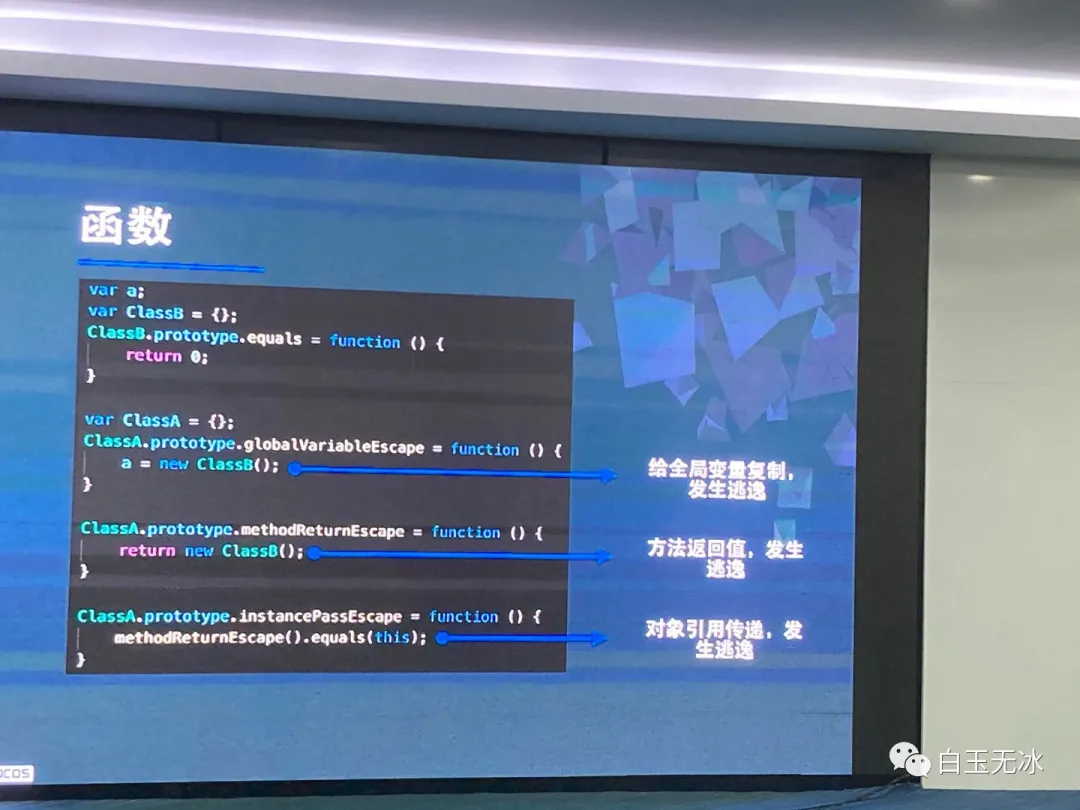 函数
var a;
var ClassB = {};
ClassB.prototype.equals = function () {
return 0;
}
var ClassA = {};
ClassA.prototype.globalVariableEscape = function () {
a = new ClassB();
}
给全局变量复制，
发生逃逸
ClassA.prototype.methodReturnEscape = function () {
return new ClassB();
}
方法返回值，发生
逃逸
ClassA.prototype.instancePassEscape = function () {
methodReturnEscape().equals(this);
}
对象引用传递，发
生逃逸
白玉无冰